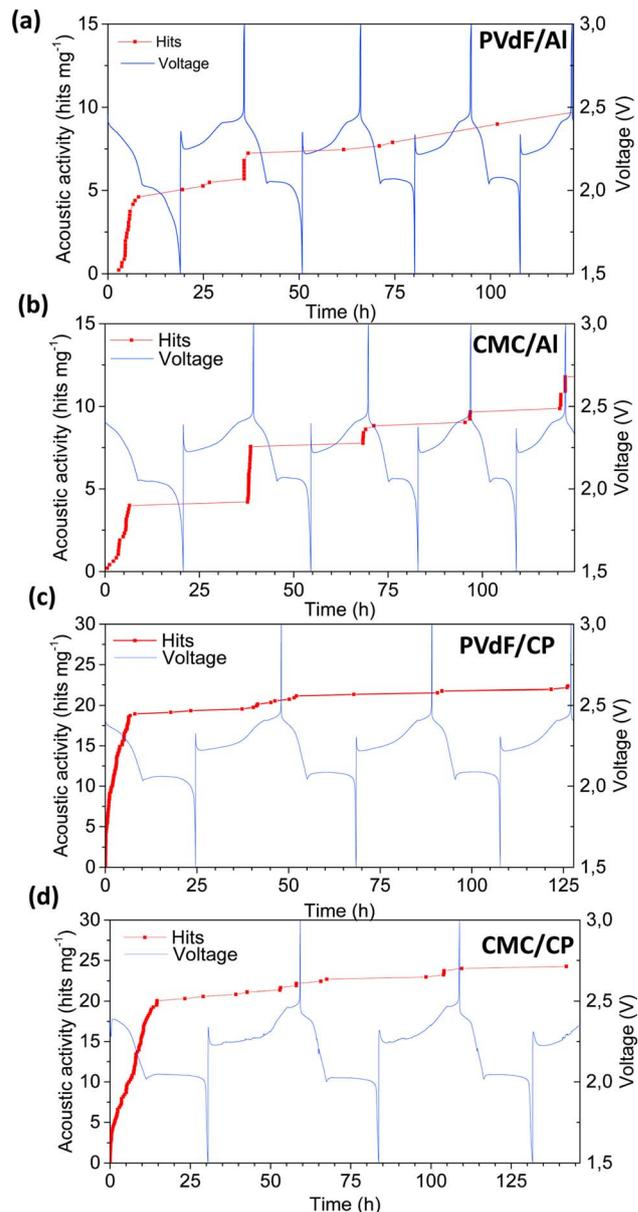 (a)
PVdF/Al
Hits
Voltage
Acoustic activity (hits mg⁻¹)
15
10
5
0
Voltage (V)
3,0
2,5
2,0
1,5
0 25 50 75 100
Time (h)
(b)
CMC/Al
Hits
Voltage
Acoustic activity (hits mg⁻¹)
15
10
5
0
Voltage (V)
3,0
2,5
2,0
1,5
0 25 50 75 100
Time (h)
(c)
PVdF/CP
Hits
Voltage
Acoustic activity (hits mg⁻¹)
30
25
20
15
10
5
0
Voltage (V)
3,0
2,5
2,0
1,5
0 25 50 75 100 125
Time (h)
(d)
CMC/CP
Hits
Voltage
Acoustic activity (hits mg⁻¹)
30
25
20
15
10
5
0
Voltage (V)
3,0
2,5
2,0
1,5
0 25 50 75 100 125
Time (h)